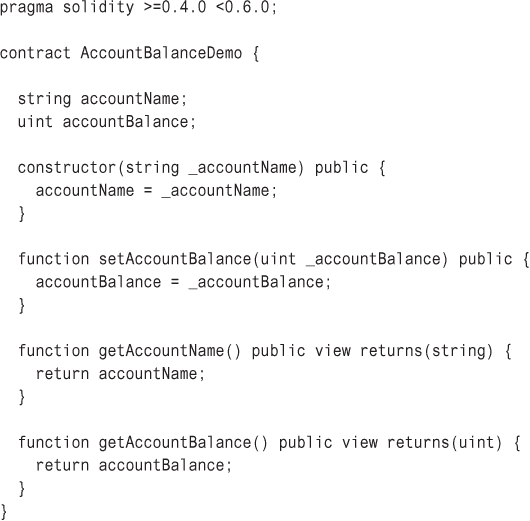 pragma solidity >=0.4.0 <0.6.0;

contract AccountBalanceDemo {

  string accountName;
  uint accountBalance;

  constructor(string _accountName) public {
    accountName = _accountName;
  }

  function setAccountBalance(uint _accountBalance) public {
    accountBalance = _accountBalance;
  }

  function getAccountName() public view returns(string) {
    return accountName;
  }

  function getAccountBalance() public view returns(uint) {
    return accountBalance;
  }
}